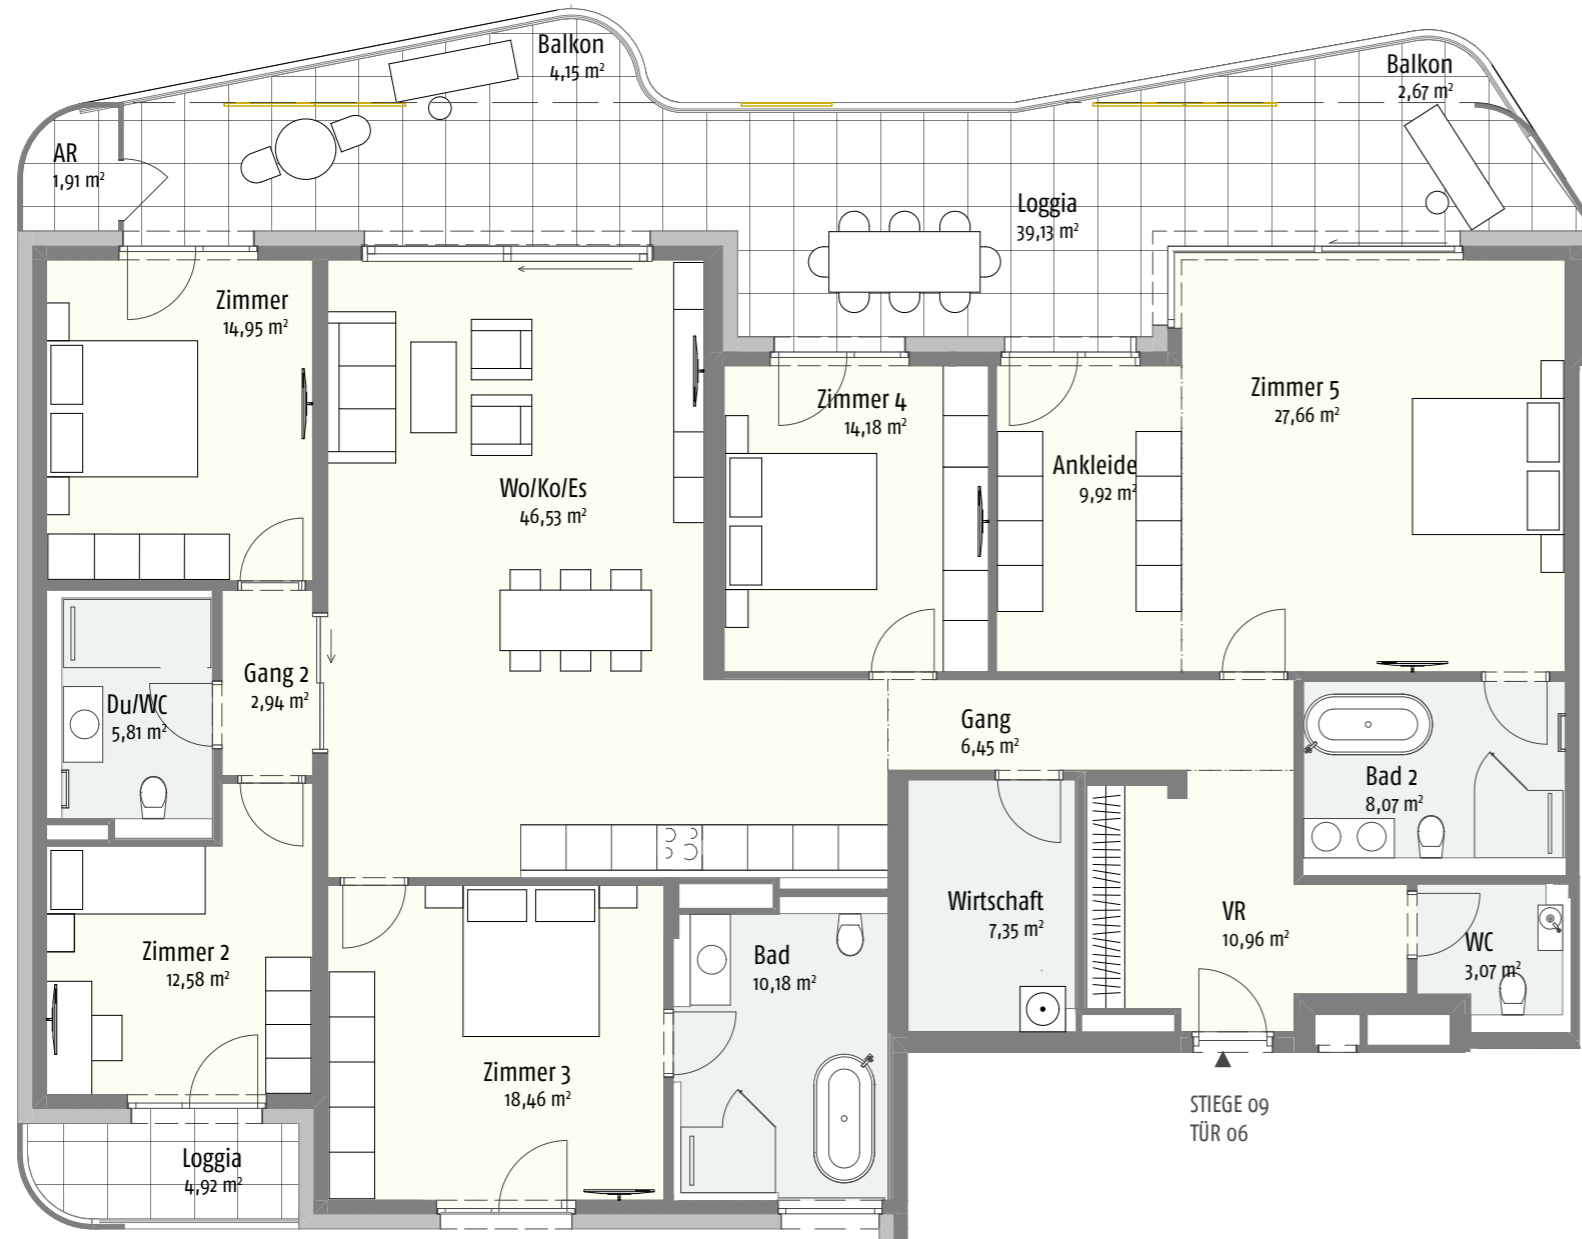 Balkon
4,15 m²
Balkon
2,67 m²
AR
1,91 m²
Loggia
39,13 m²
Zimmer
14,95 m²
Zimmer 4
14,18 m²
Zimmer 5
27,66 m²
Wo/Ko/Es
46,53 m²
Ankleide
9,92 m²
Gang 2
2,94 m²
Du/WC
5,81 m²
Gang
6,45 m²
Bad 2
8,07 m²
Wirtschaft
7,35 m²
VR
10,96 m²
WC
3,07 m²
Zimmer 2
12,58 m²
Bad
10,18 m²
Zimmer 3
18,46 m²
Loggia
4,92 m²
STIEGE 09
TÜR 06